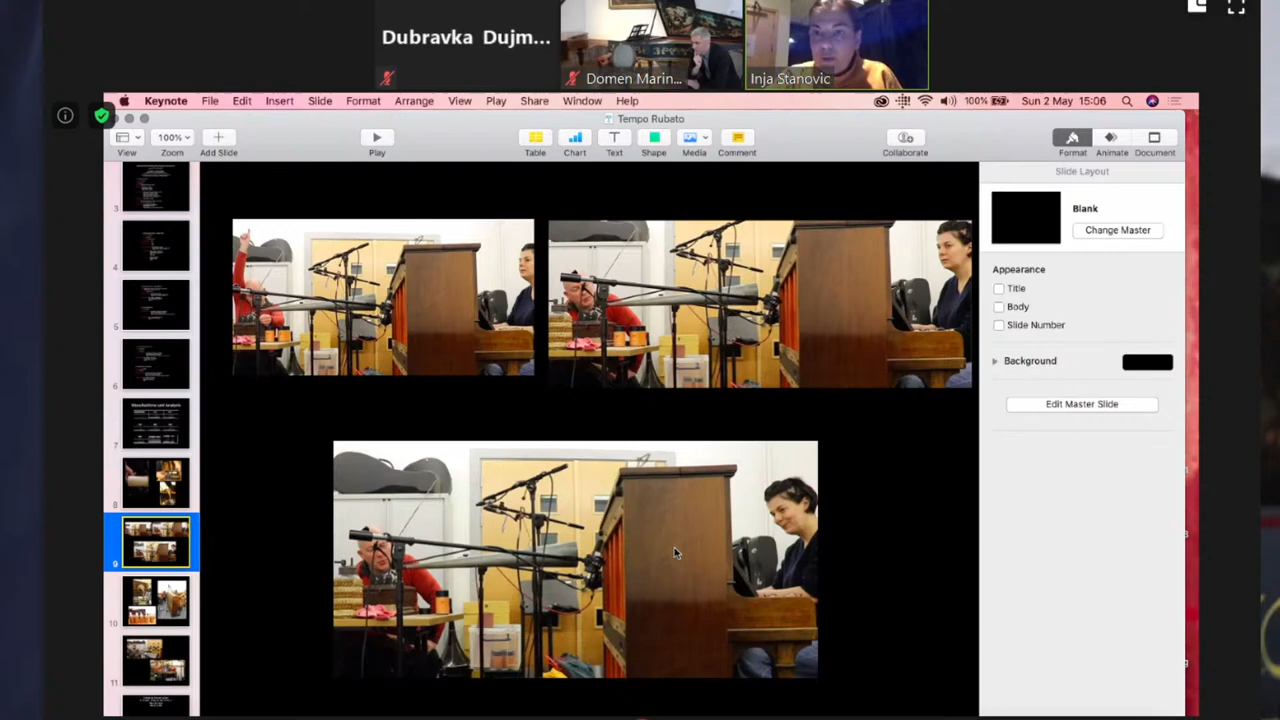 Dubravka Dujm...
Domen Marin...
Inja Stanovic
Keynote File Edit Insert Slide Format Arrange View Play Share Window Help 100% Sun 2 May 15:06
Tempo Rubato
100%
View Zoom Add Slide Play Table Chart Text Shape Media Comment Collaborate Format Animate Document
Slide Layout
Blank
Change Master
Appearance
Title
Body
Slide Number
Background
Edit Master Slide
3
4
5
6
7
8
9
10
11